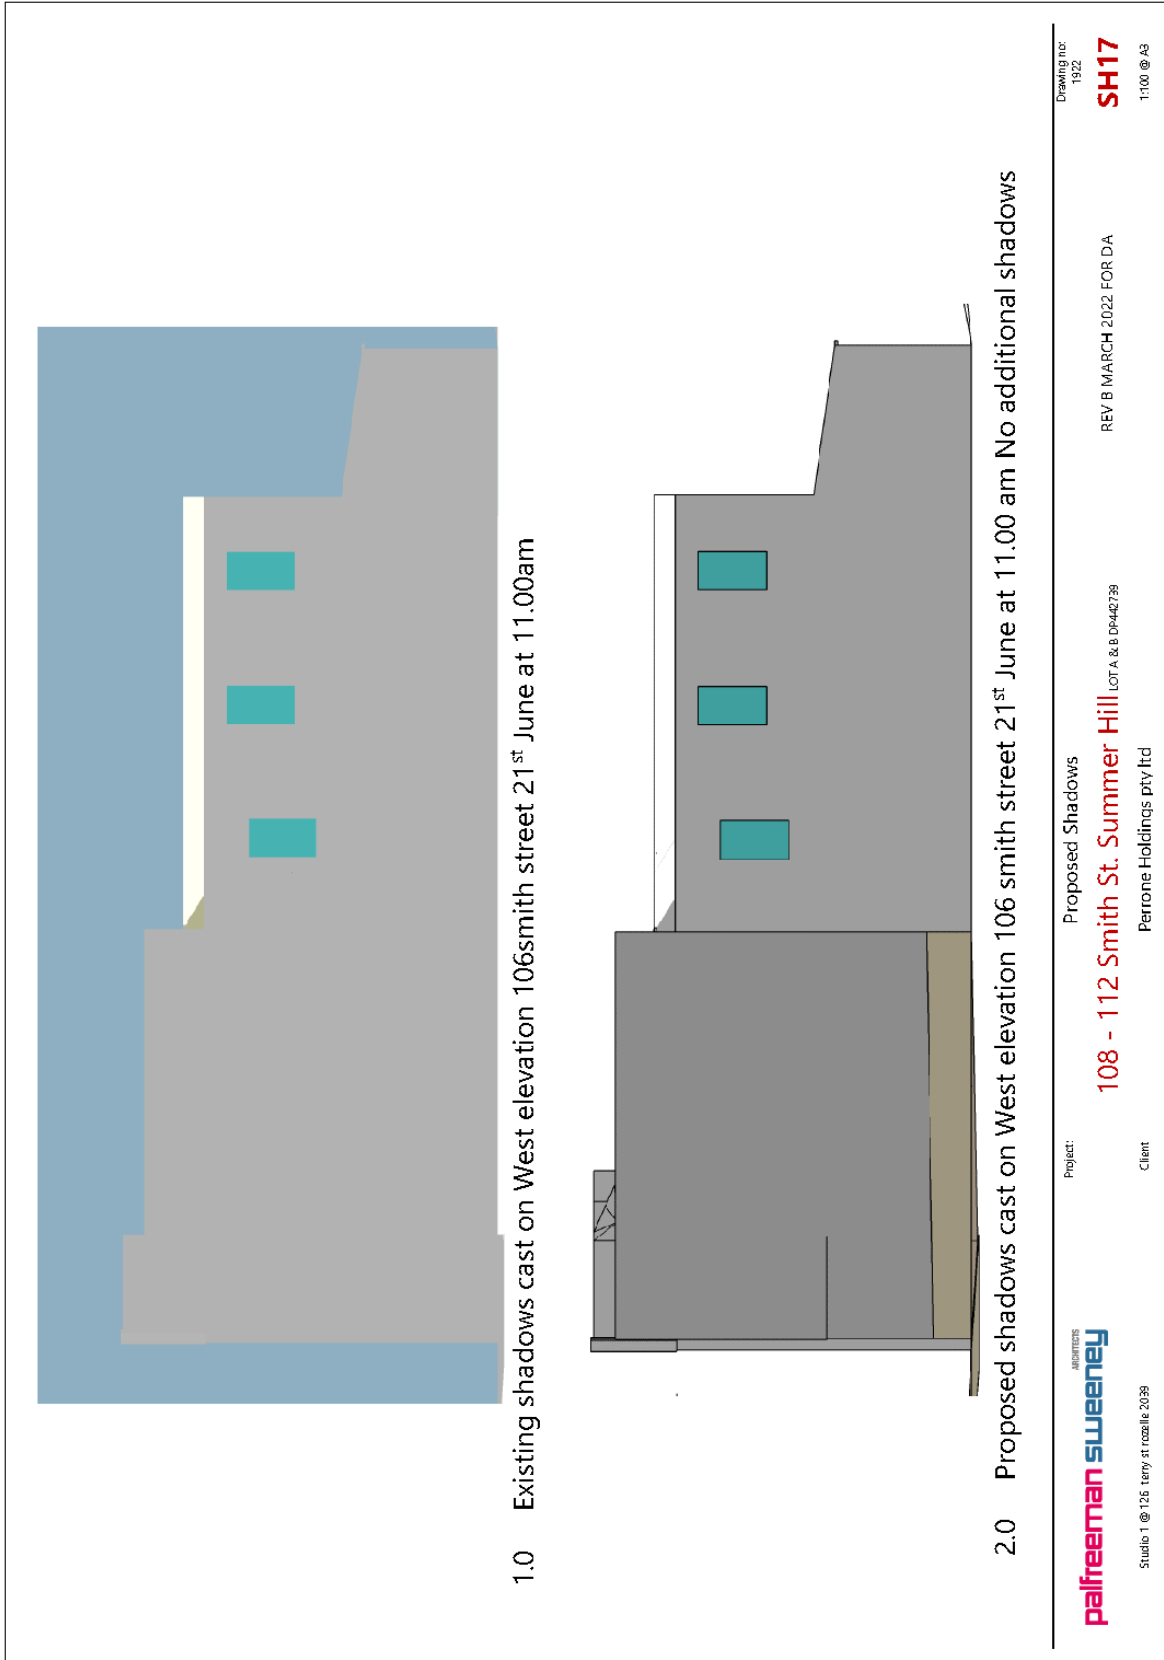 1.0 Existing shadows cast on West elevation 106smith street 21st June at 11.00am
2.0 Proposed shadows cast on West elevation 106 smith street 21st June at 11.00 am No additional shadows
palfreeman sweeney
ARCHITECTS
Studio 1 @ 126 terry st rozelle 2039
Project:
Proposed Shadows
108 - 112 Smith St. Summer Hill LOT A & B DP442739
Client
Perrone Holdings pty ltd
REV B MARCH 2022 FOR DA
Drawing no:
1922
SH17
1:100 @ A3